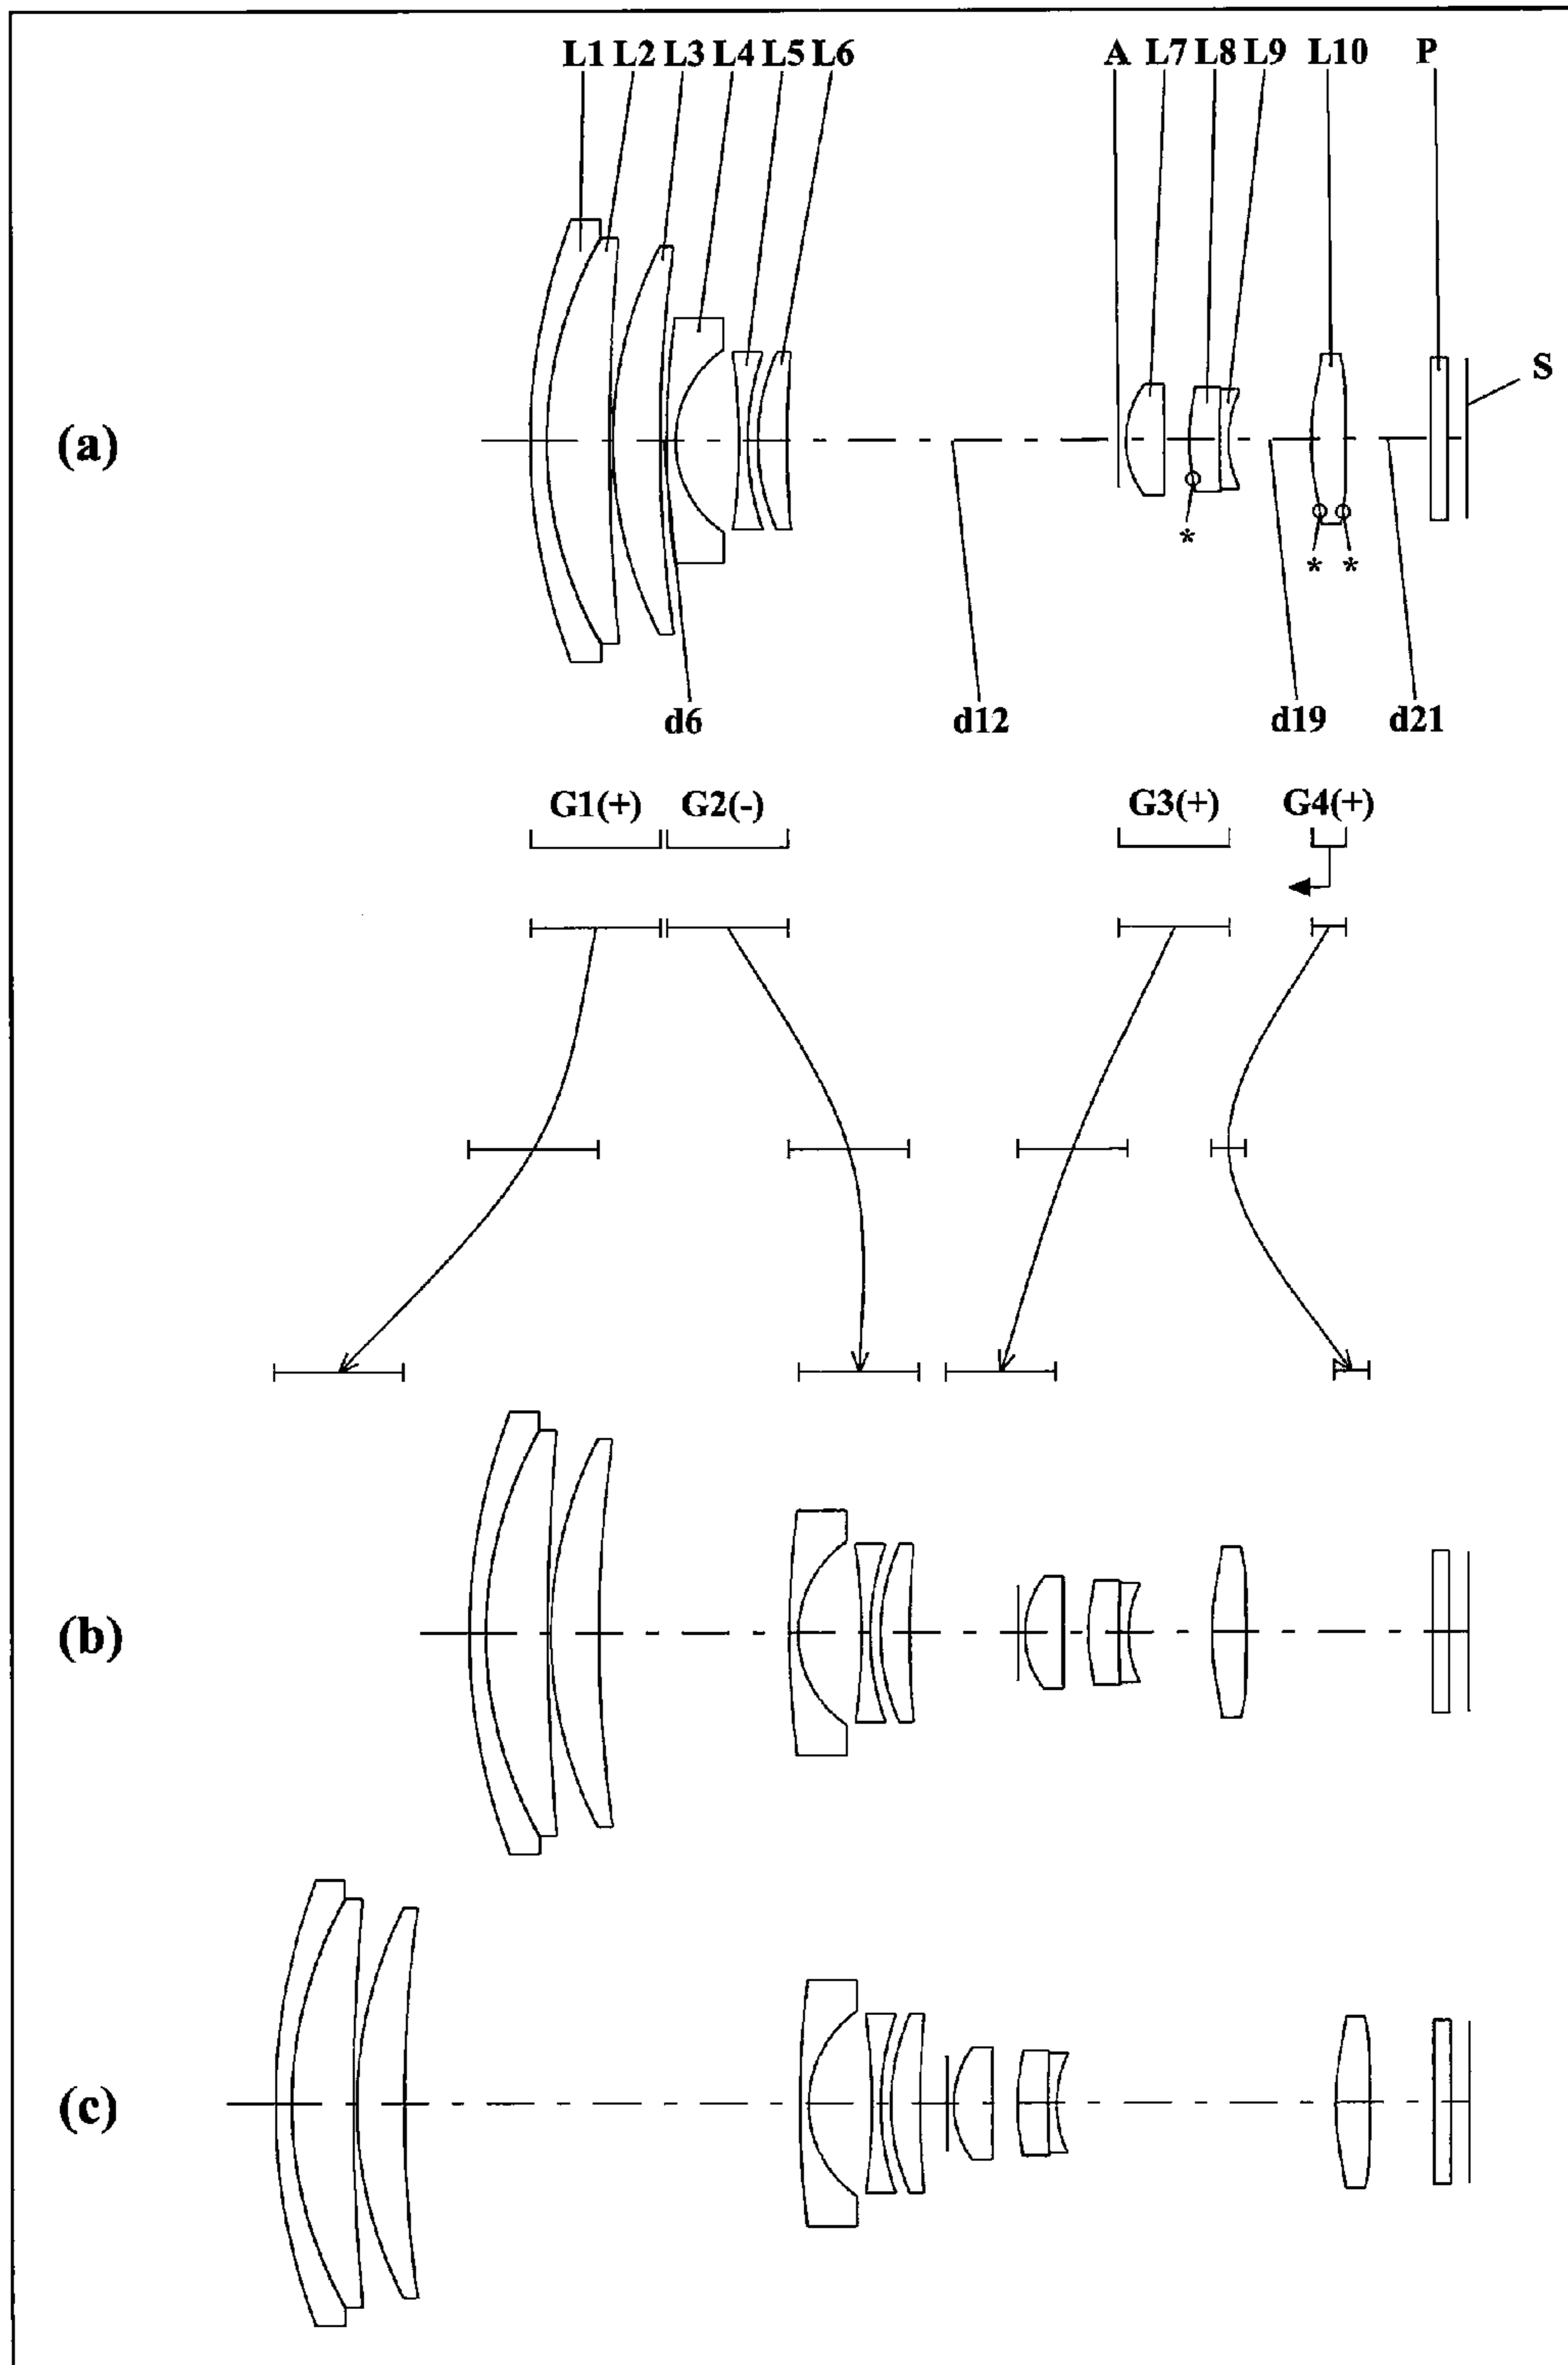 L1 L2 L3 L4 L5 L6 A L7 L8 L9 L10 P
S
(a)
*
* *
d6 d12 d19 d21
G1(+) G2(-) G3(+) G4(+)
(b)
(c)